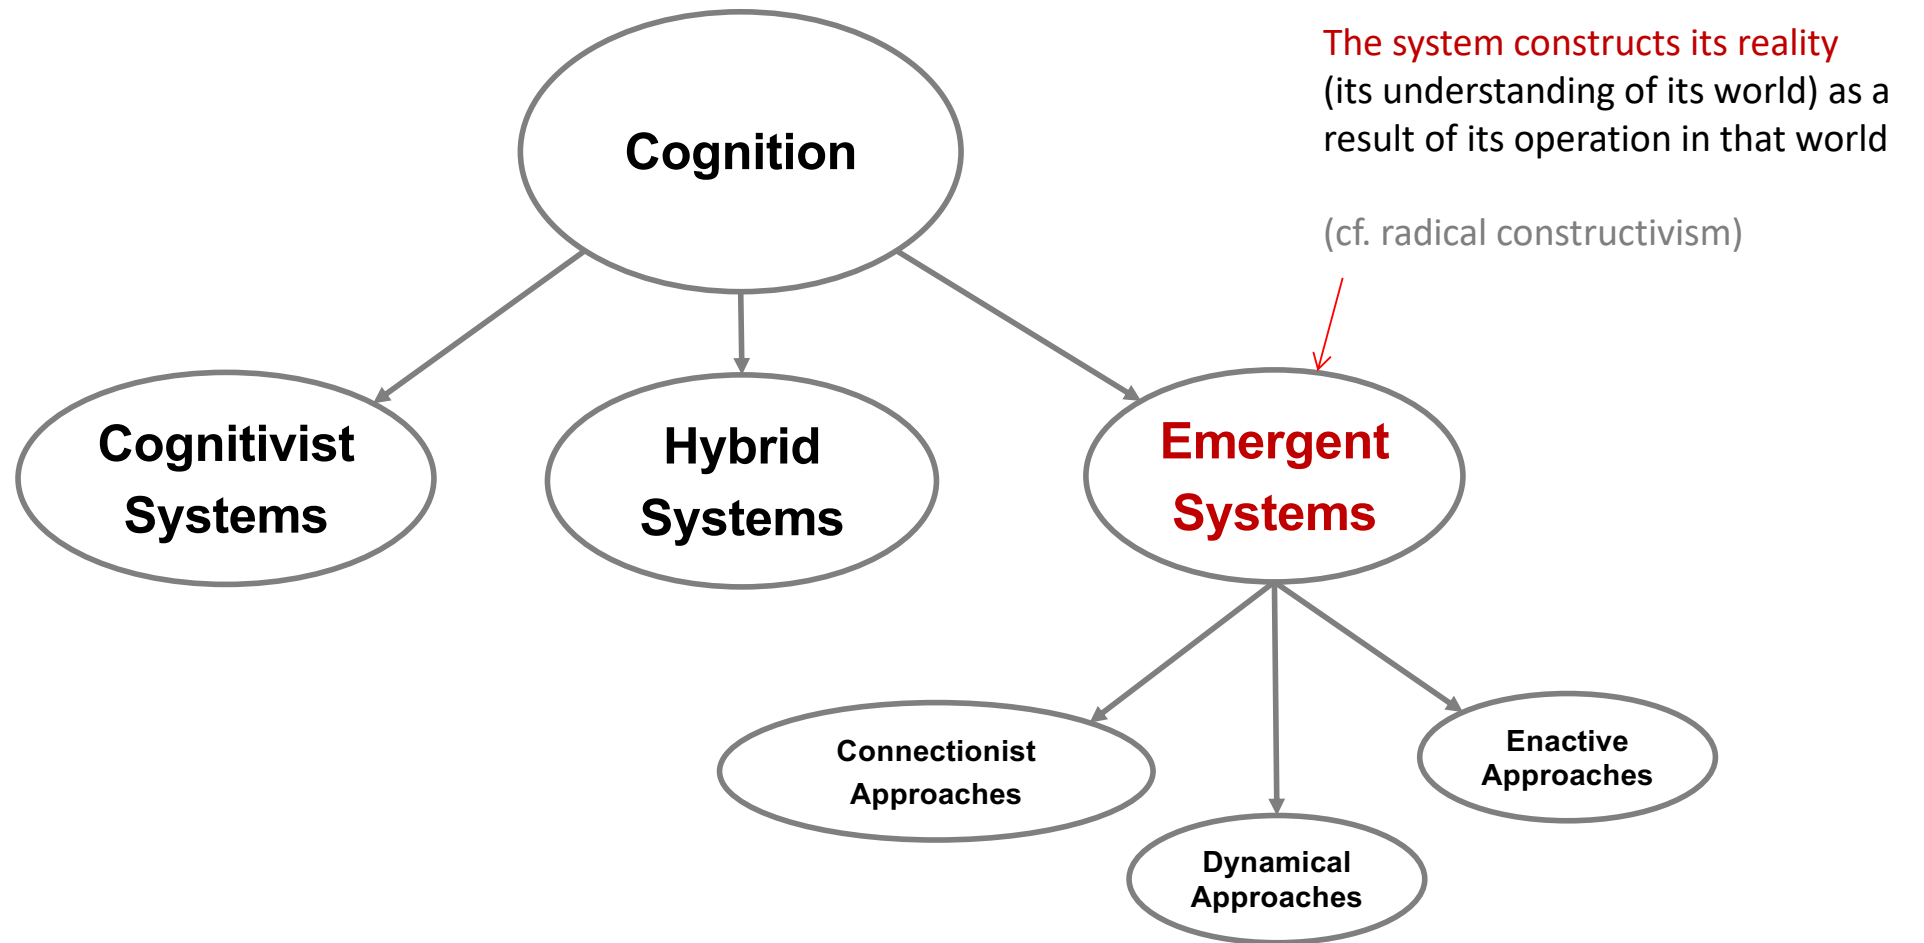 The system constructs its reality
(its understanding of its world) as a
result of its operation in that world
(cf. radical constructivism)
Cognition
Cognitivist
Systems
Hybrid
Systems
Emergent
Systems
Connectionist
Approaches
Dynamical
Approaches
Enactive
Approaches